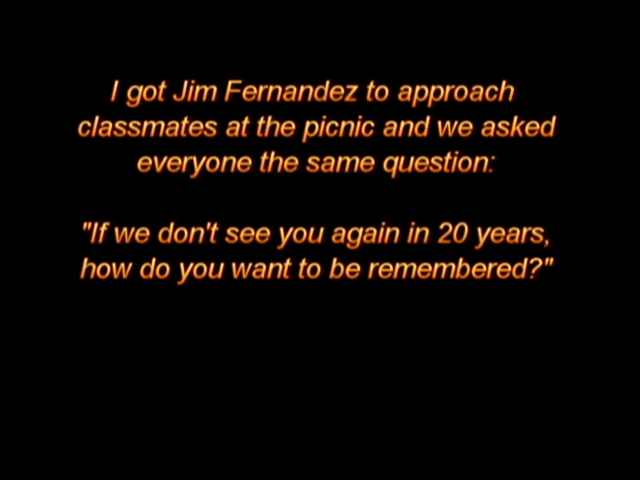 I got Jim Fernandez to approach
classmates at the picnic and we asked
everyone the same question:
"If we don't see you again in 20 years,
how do you want to be remembered?"